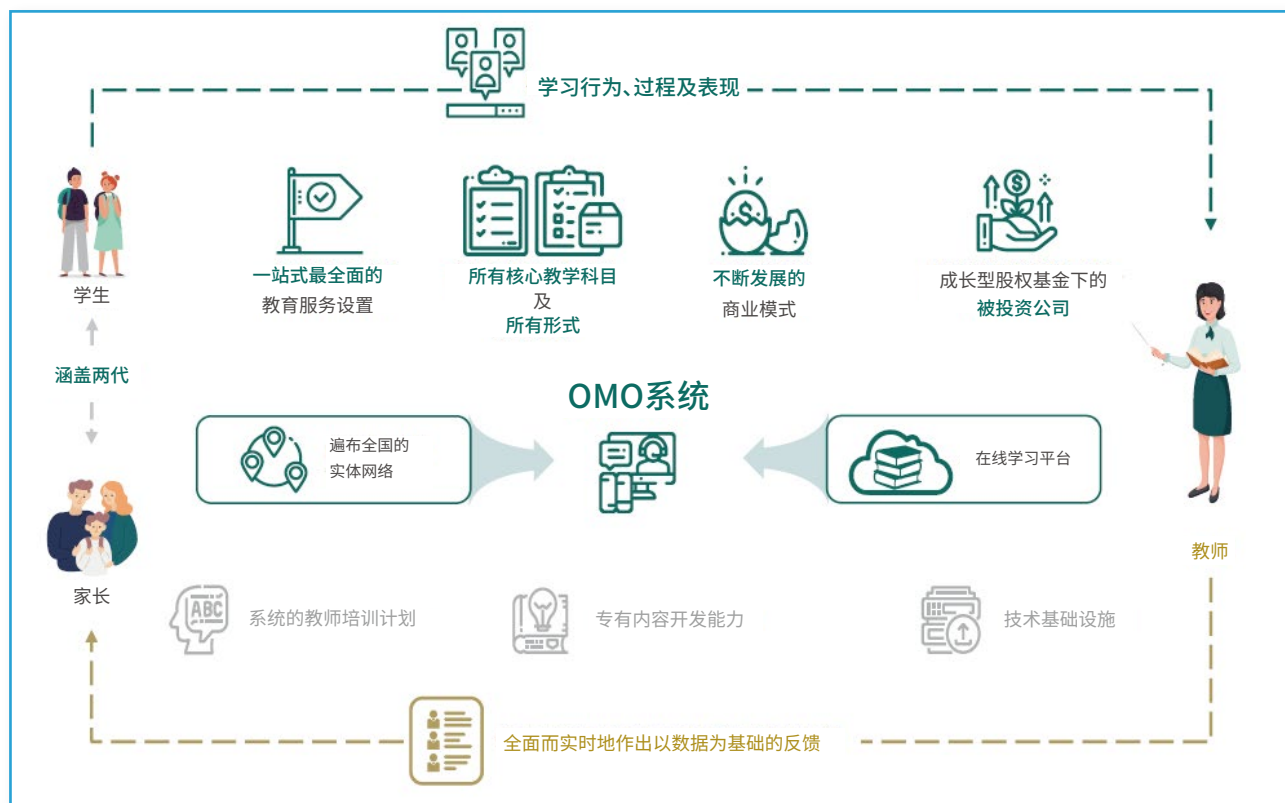 学习行为、过程及表现
学生
一站式最全面的
教育服务设置
所有核心教学科目
及
所有形式
不断发展的
商业模式
成长型股权基金下的
被投资公司
涵盖两代
OMO系统
遍布全国的
实体网络
在线学习平台
教师
家长
ABC
系统的教师培训计划
专有内容开发能力
技术基础设施
全面而实时地作出以数据为基础的反馈